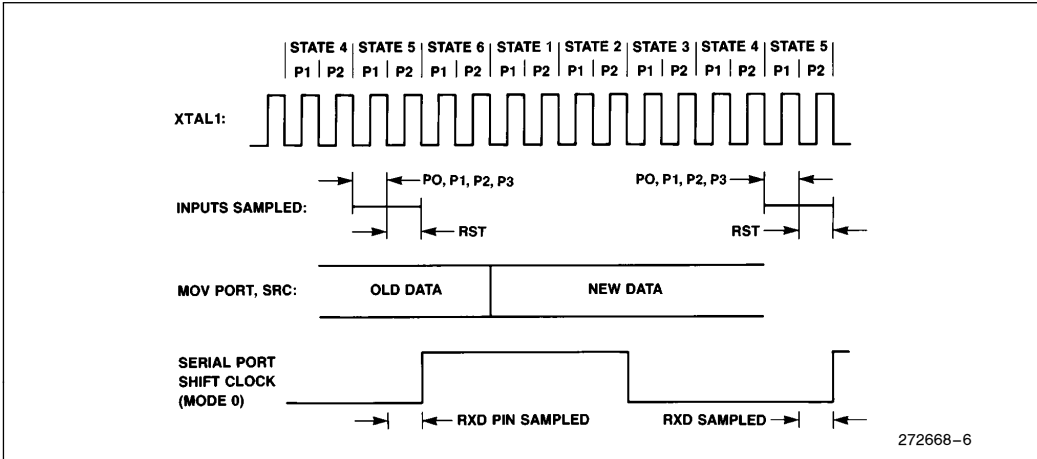 STATE 4 STATE 5 STATE 6 STATE 1 STATE 2 STATE 3 STATE 4 STATE 5
P1 P2 P1 P2 P1 P2 P1 P2 P1 P2 P1 P2 P1 P2 P1 P2
XTAL1:
PO, P1, P2, P3 PO, P1, P2, P3
INPUTS SAMPLED:
RST RST
MOV PORT, SRC: OLD DATA NEW DATA
SERIAL PORT
SHIFT CLOCK
(MODE 0)
RXD PIN SAMPLED RXD SAMPLED
272668–6